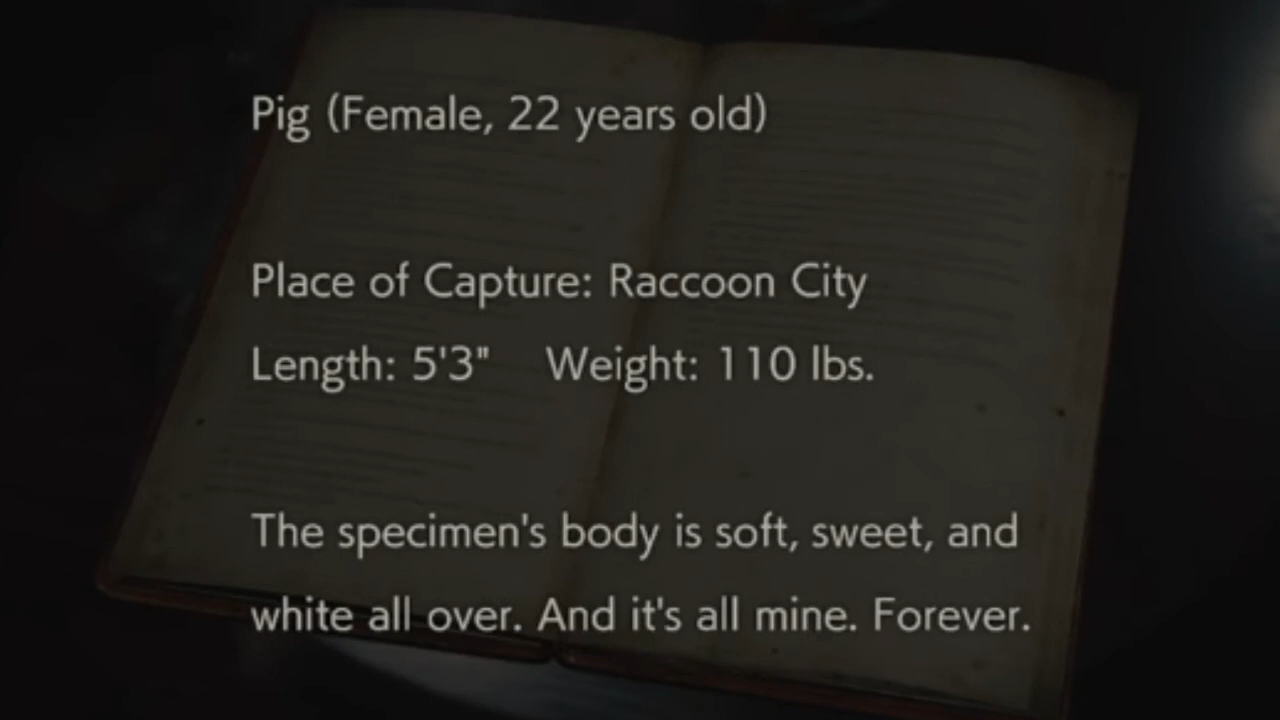 Pig (Female, 22 years old)
Place of Capture: Raccoon City
Length: 5'3" Weight: 110 lbs.
The specimen's body is soft, sweet, and
white all over. And it's all mine. Forever.